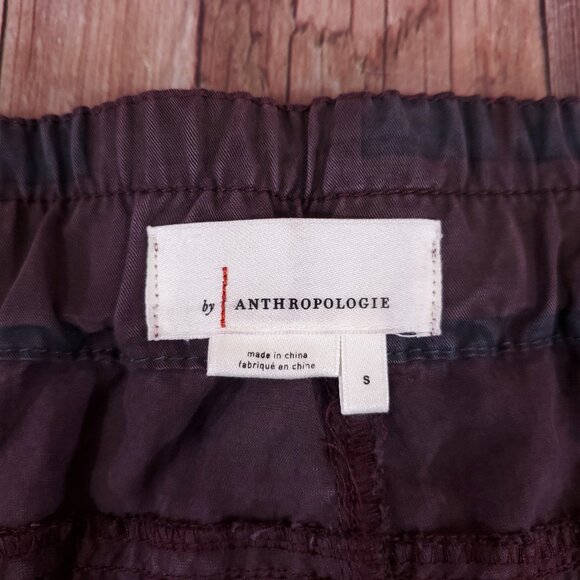 by ANTHROPOLOGIE
made in china
fabriqué en chine
S